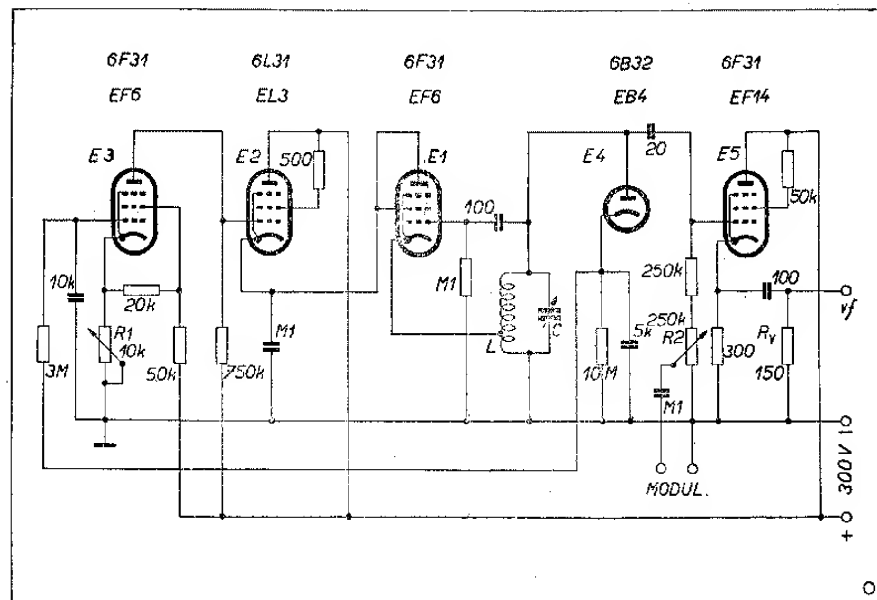 6F31 6L31 6F31 6B32 6F31
EF6 EL3 EF6 EB4 EF14
E3 E2 500 E1 E4 20 E5
50k
100
10k M1 250k 100
20k vf
R1 M1 L C 5k 250k R2 Rv
10k
3M 50k 750k 10M 300 150
M1
MODUL.
300V
+